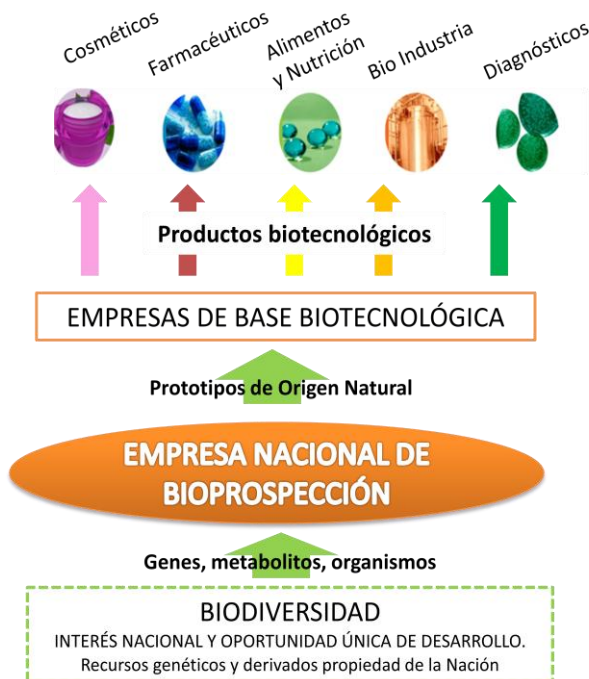 Cosméticos
Farmacéuticos
Alimentos
y Nutrición
Bio Industria
Diagnósticos
Productos biotecnológicos
EMPRESAS DE BASE BIOTECNOLÓGICA
Prototipos de Origen Natural
EMPRESA NACIONAL DE
BIOPROSPECCIÓN
Genes, metabolitos, organismos
BIODIVERSIDAD
INTERÉS NACIONAL Y OPORTUNIDAD ÚNICA DE DESARROLLO.
Recursos genéticos y derivados propiedad de la Nación